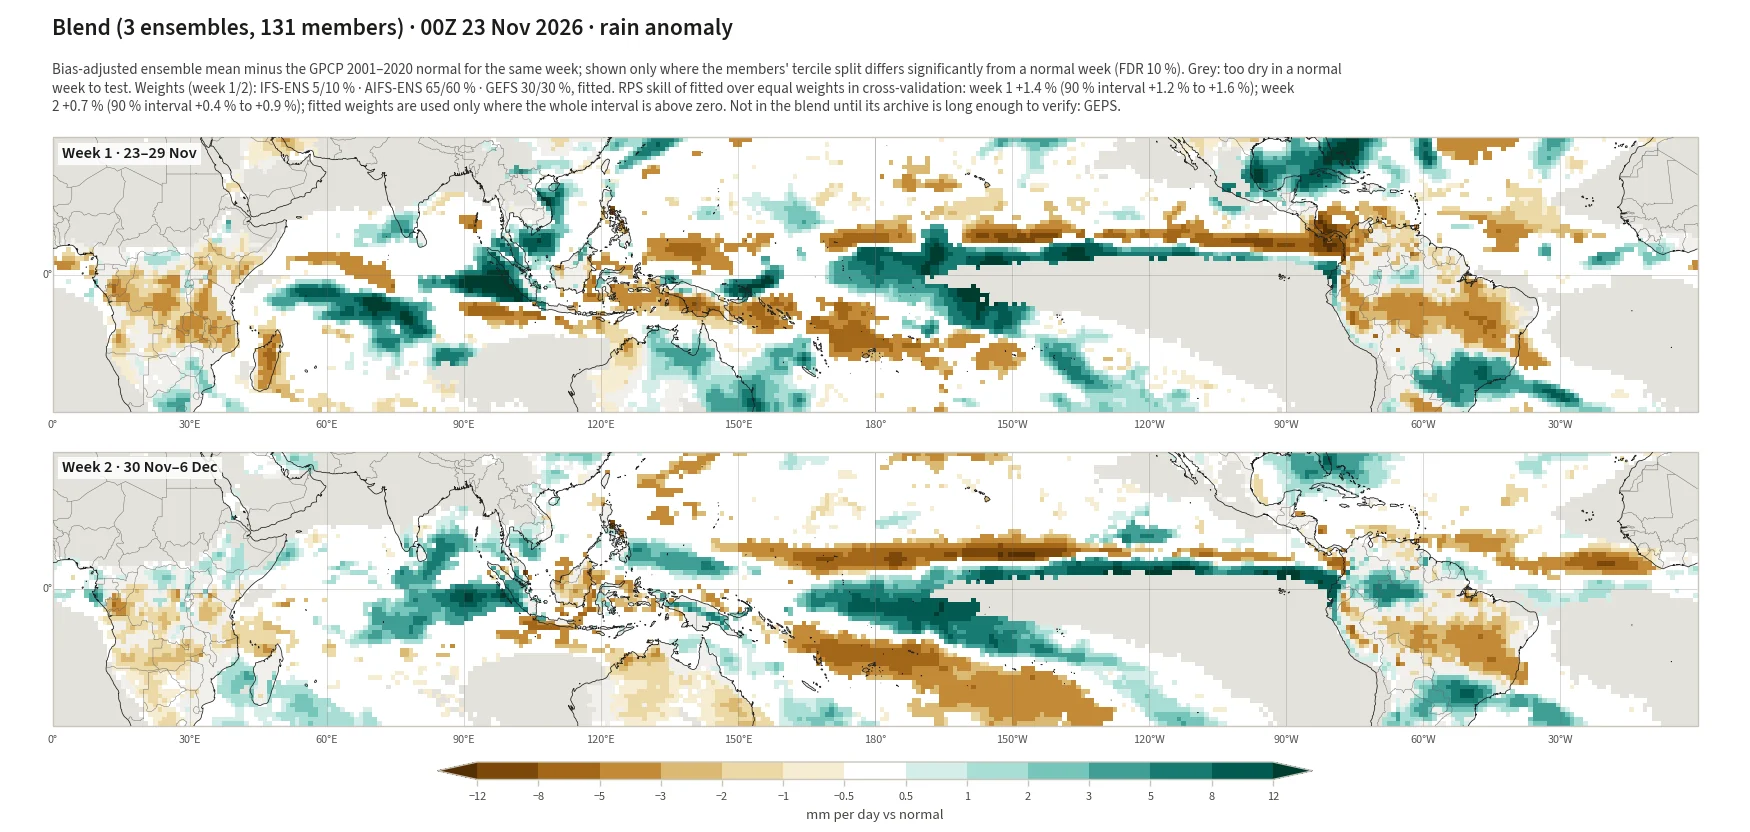 Blend (3 ensembles, 131 members) · 00Z 23 Nov 2026 · rain anomaly
Bias-adjusted ensemble mean minus the GPCP 2001–2020 normal for the same week; shown only where the members' tercile split differs significantly from a normal week (FDR 10 %). Grey: too dry in a normal
week to test. Weights (week 1/2): IFS-ENS 5/10 % · AIFS-ENS 65/60 % · GEFS 30/30 %, fitted. RPS skill of fitted over equal weights in cross-validation: week 1 +1.4 % (90 % interval +1.2 % to +1.6 %); week
2 +0.7 % (90 % interval +0.4 % to +0.9 %); fitted weights are used only where the whole interval is above zero. Not in the blend until its archive is long enough to verify: GEPS.
Week 1 · 23–29 Nov
0°
0° 30°E 60°E 90°E 120°E 150°E 180° 150°W 120°W 90°W 60°W 30°W
Week 2 · 30 Nov–6 Dec
0°
0° 30°E 60°E 90°E 120°E 150°E 180° 150°W 120°W 90°W 60°W 30°W
−12 −8 −5 −3 −2 −1 −0.5 0.5 1 2 3 5 8 12
mm per day vs normal